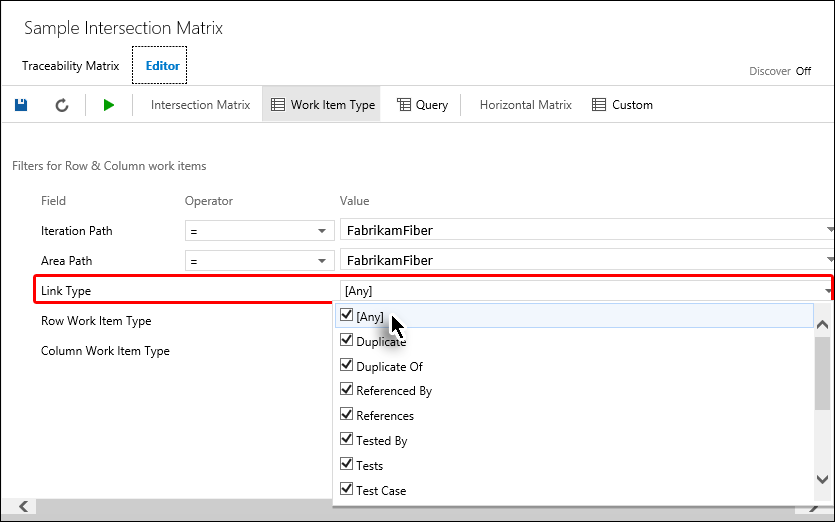 Sample Intersection Matrix
Traceability Matrix Editor
Discover Off
Intersection Matrix Work Item Type Query Horizontal Matrix Custom
Filters for Row & Column work items
Field Operator Value
Iteration Path = FabrikamFiber
Area Path = FabrikamFiber
Link Type [Any]
Row Work Item Type
Column Work Item Type
[Any]
Duplicate
Duplicate Of
Referenced By
References
Tested By
Tests
Test Case